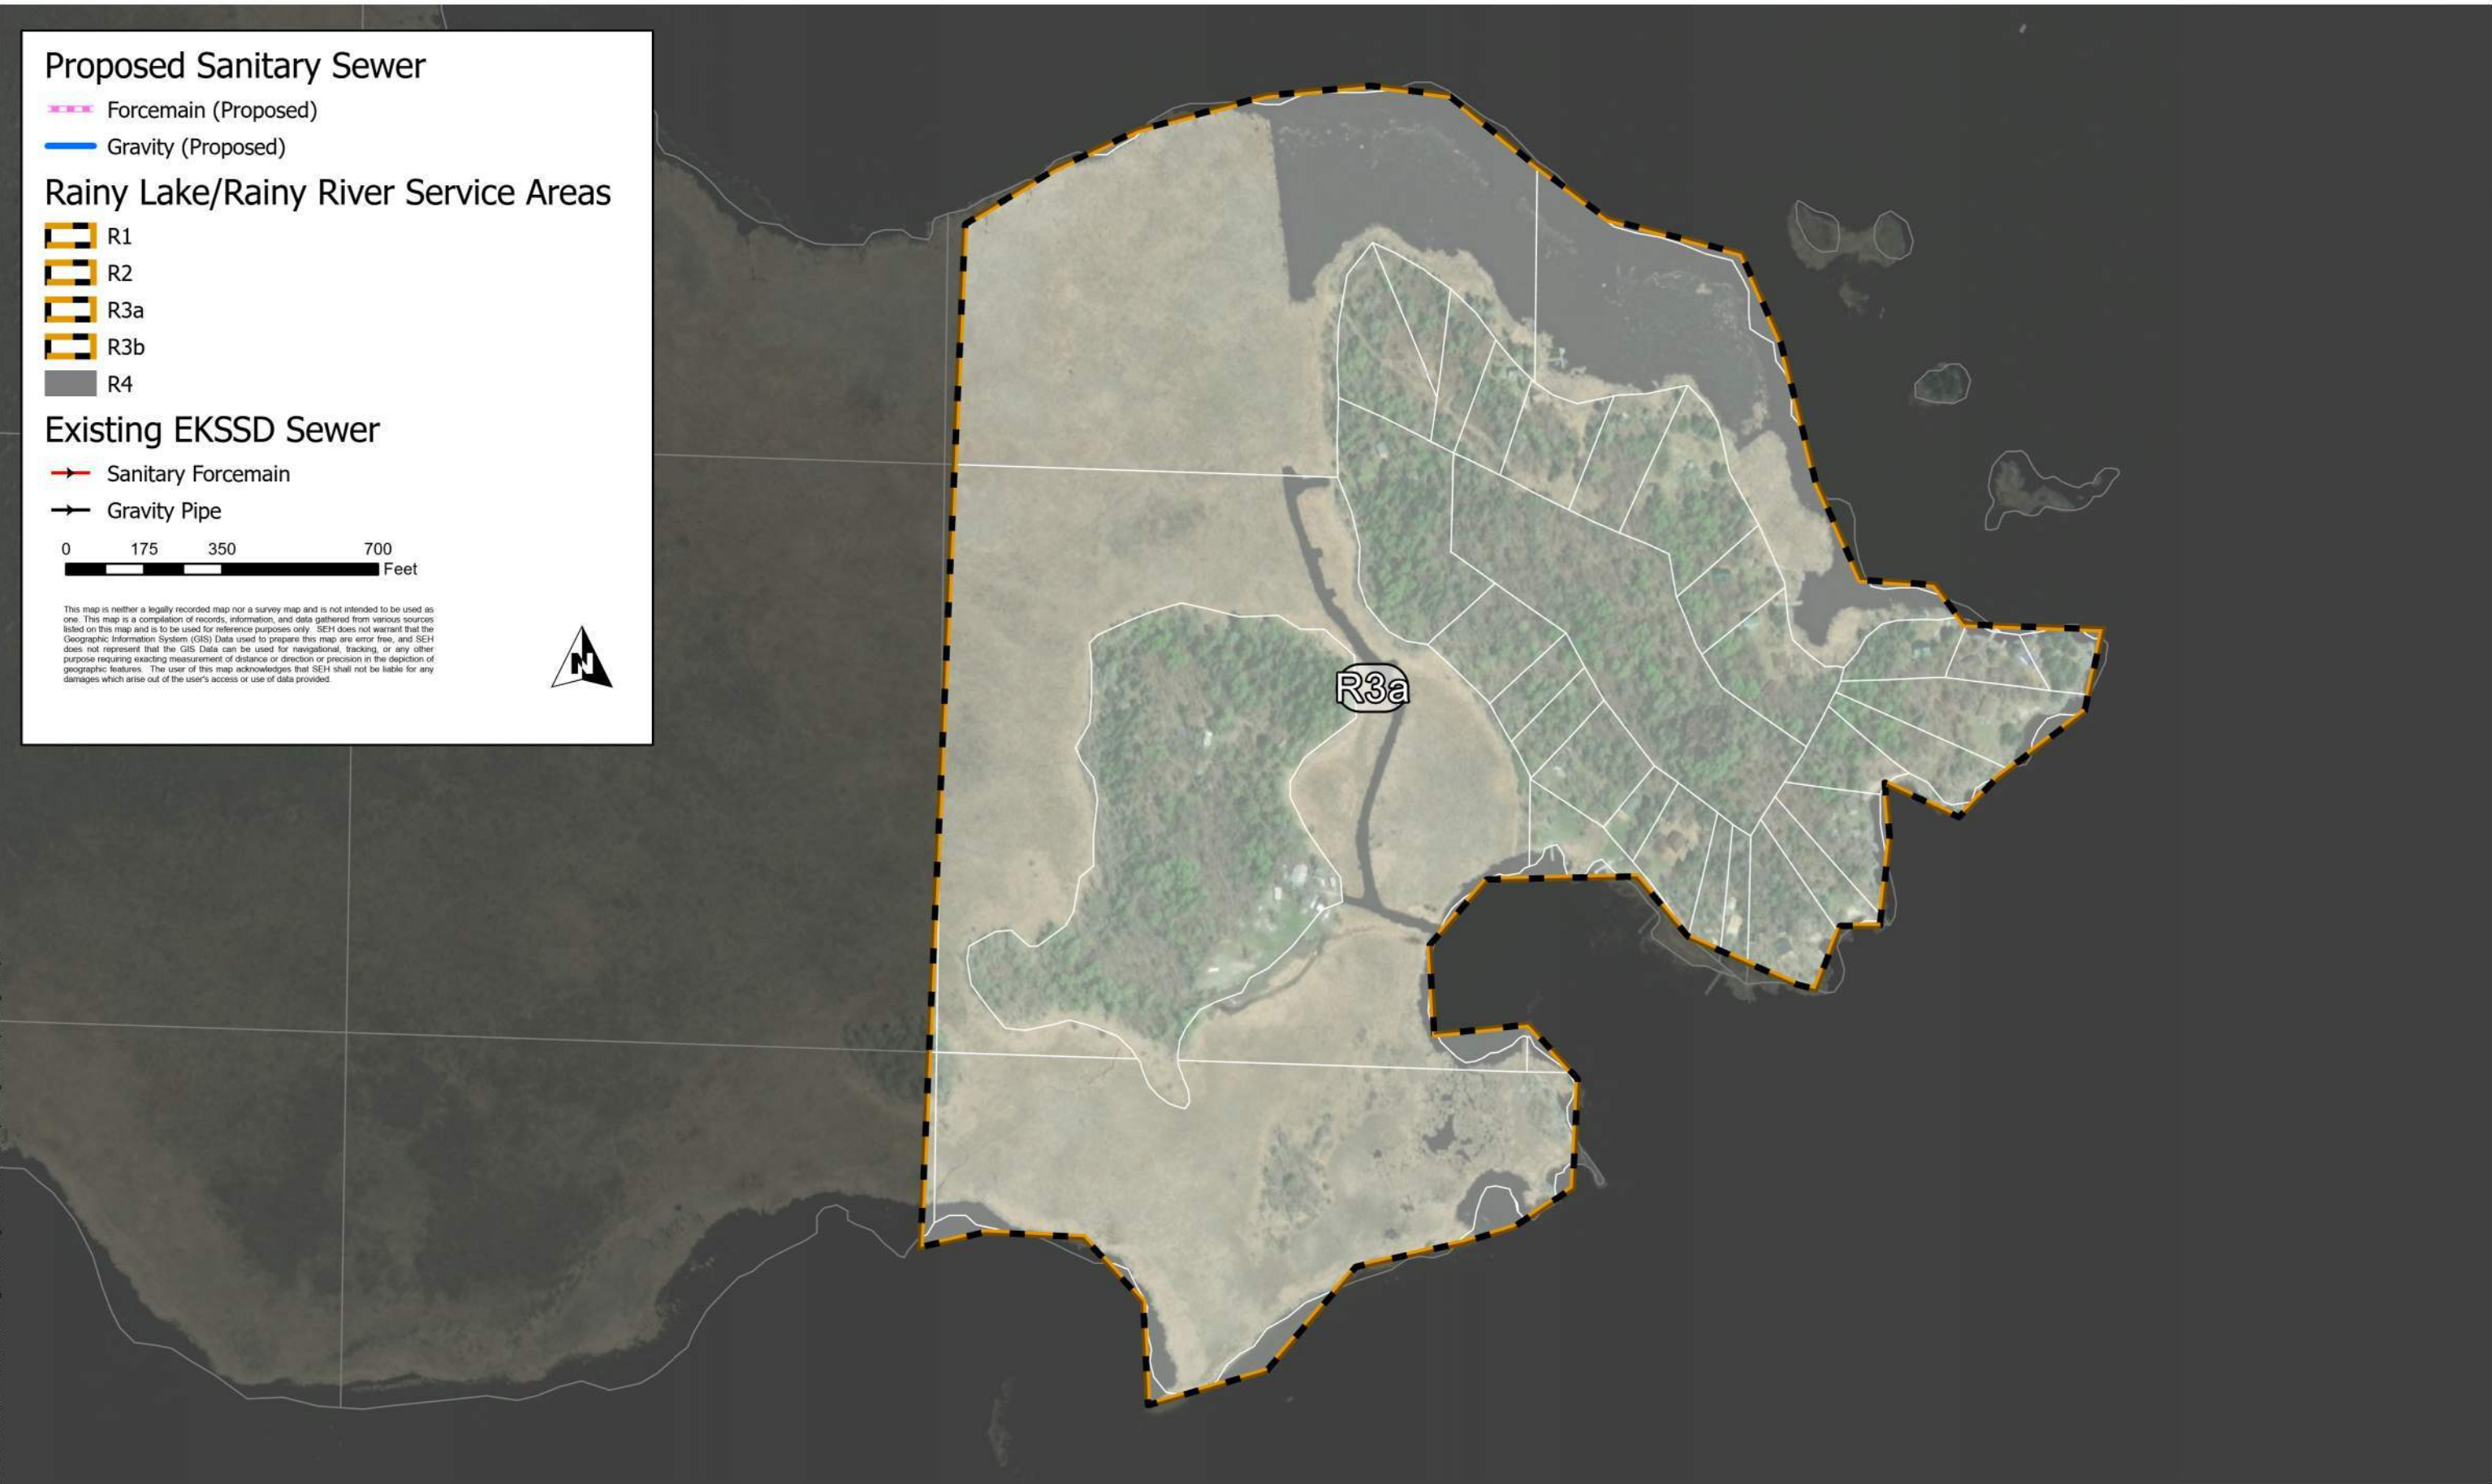 Proposed Sanitary Sewer
Forcemain (Proposed)
Gravity (Proposed)
Rainy Lake/Rainy River Service Areas
R1
R2
R3a
R3b
R4
Existing EKSSD Sewer
Sanitary Forcemain
Gravity Pipe
0 175 350 700
Feet
This map is neither a legally recorded map nor a survey map and is not intended to be used as
one. This map is a compilation of records, information, and data gathered from various sources
listed on this map and is to be used for reference purposes only. SEH does not warrant that the
Geographic Information System (GIS) Data used to prepare this map are error free, and SEH
does not represent that the GIS Data can be used for navigational, tracking, or any other
purpose requiring exacting measurement of distance or direction or precision in the depiction of
geographic features. The user of this map acknowledges that SEH shall not be liable for any
damages which arise out of the user's access or use of data provided.
N
R3a